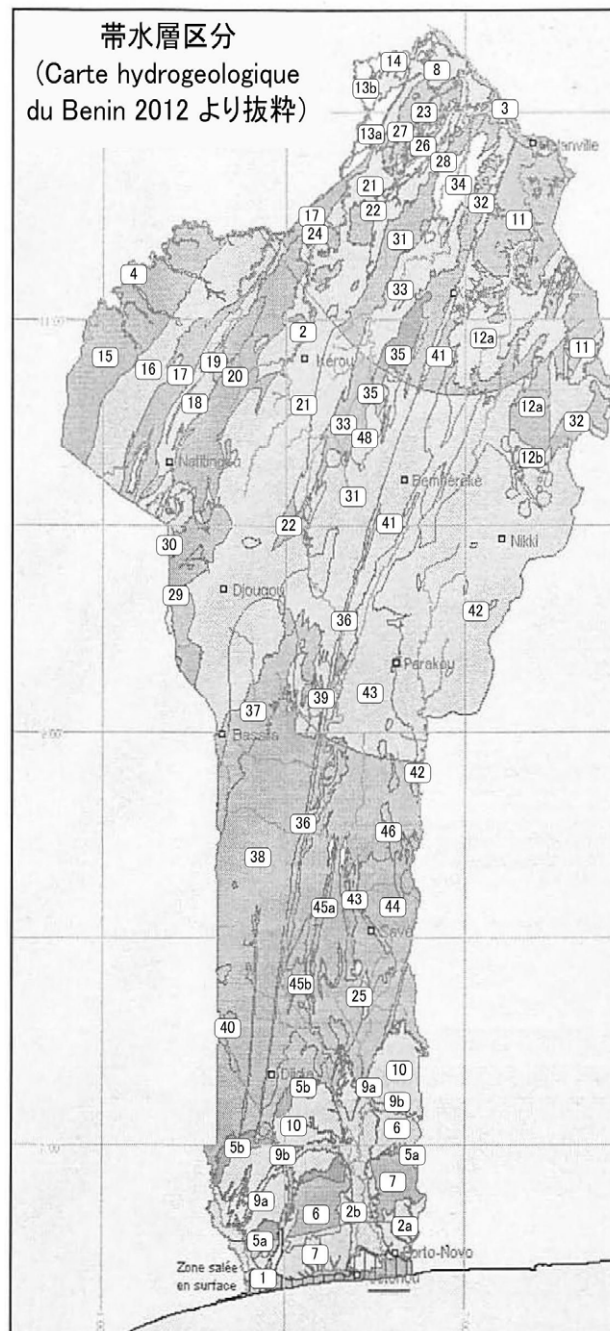 帯水層区分
(Carte hydrogeologique
du Benin 2012 より抜粋)
14
8
13b
3
23
27
13a
26
28
34
21
32
22
17
11
24
31
4
33
2
12a
11
15
Kérou
19
35
41
16
17
20
21
35
12a
18
33
32
48
12b
Natitingou
Bembèrèkè
31
41
22
Nikki
30
29
Djougou
42
36
Parakou
39
43
37
Bassila
42
36
46
38
43
45a
44
Savè
45b
25
40
10
5b
9a
9b
10
6
5b
9b
5a
7
9a
6
2b
2a
5a
7
Porto-Novo
Zone salée
en surface
1